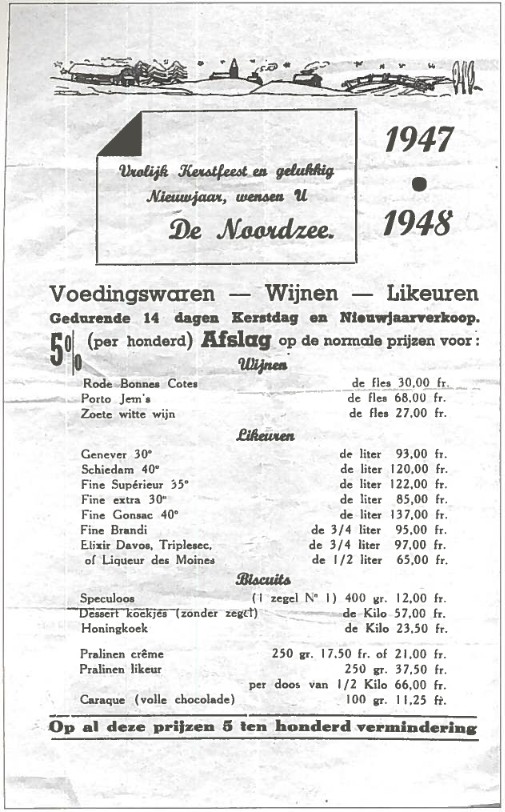 1947
•
1948
Vrolijk Kerstfeest en gelukkig
Nieuwjaar, wensen U
De Noordzee.
Voedingswaren — Wijnen — Likeuren
Gedurende 14 dagen Kerstdag en Nieuwjaarverkoop.
5% (per honderd) Afslag op de normale prijzen voor :
Wijnen
Rode Bonnes Cotes de fles 30,00 fr.
Porto Jem's de fles 68,00 fr.
Zoete witte wijn de fles 27,00 fr.
Likeuren
Genever 30° de liter 93,00 fr.
Schiedam 40° de liter 120,00 fr.
Fine Supérieur 35° de liter 122,00 fr.
Fine extra 30° de liter 85,00 fr.
Fine Gonsac 40° de liter 137,00 fr.
Fine Brandi de 3/4 liter 95,00 fr.
Elixir Davos, Triplesec, de 3/4 liter 97,00 fr.
of Liqueur des Moines de 1/2 liter 65,00 fr.
Biscuits
Speculoos (1 zegel N° 1) 400 gr. 12,00 fr.
Dessert koekjes (zonder zegel) de Kilo 57,00 fr.
Honingkoek de Kilo 23,50 fr.
Pralinen crême 250 gr. 17,50 fr. of 21,00 fr.
Pralinen likeur 250 gr. 37,50 fr.
per doos van 1/2 Kilo 66,00 fr.
Caraque (volle chocolade) 100 gr. 11,25 fr.
Op al deze prijzen 5 ten honderd vermindering